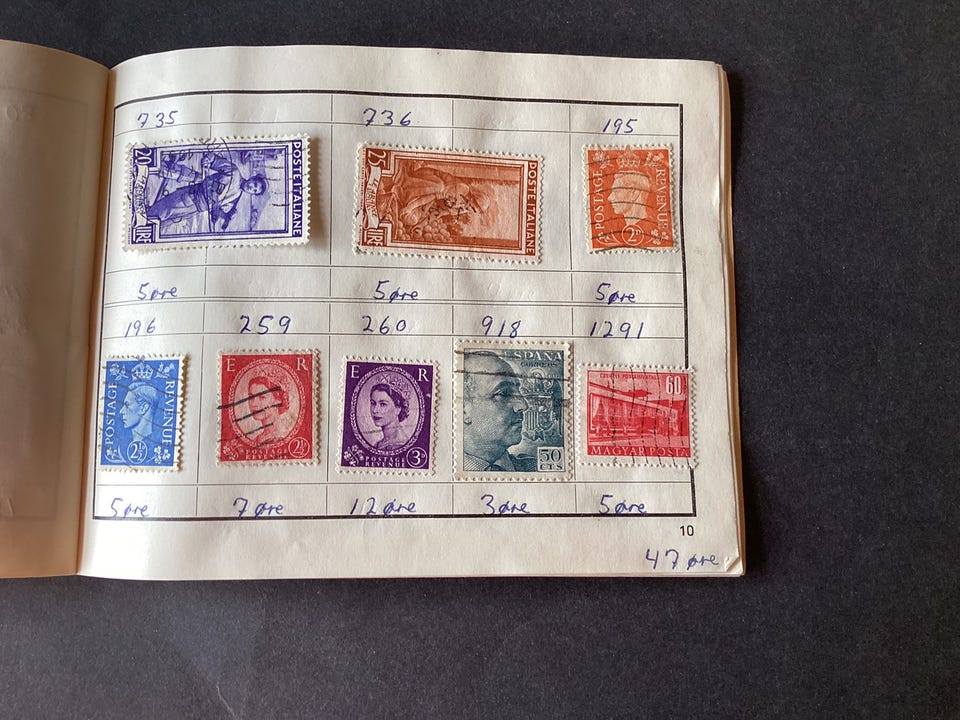 735 736 195
20 LIRE POSTE ITALIANE
25 LIRE POSTE ITALIANE
POSTAGE REVENUE 2D
5øre 5øre 5øre
196 259 260 918 1291
POSTAGE REVENUE 2½D
E R
POSTAGE REVENUE 2½D
E R
POSTAGE REVENUE 3D
ESPAÑA
CORREOS
50 CTS
60
MAGYAR POSTA
5øre 7øre 12øre 3øre 5øre
10
47øre